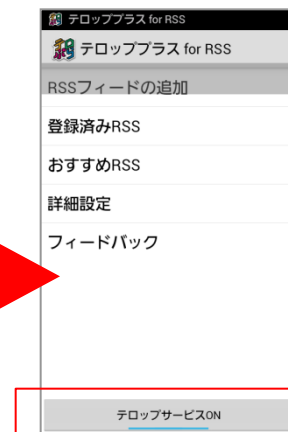 テロッププラス for RSS
テロッププラス for RSS
RSSフィードの追加
登録済みRSS
おすすめRSS
詳細設定
フィードバック
テロップサービスON